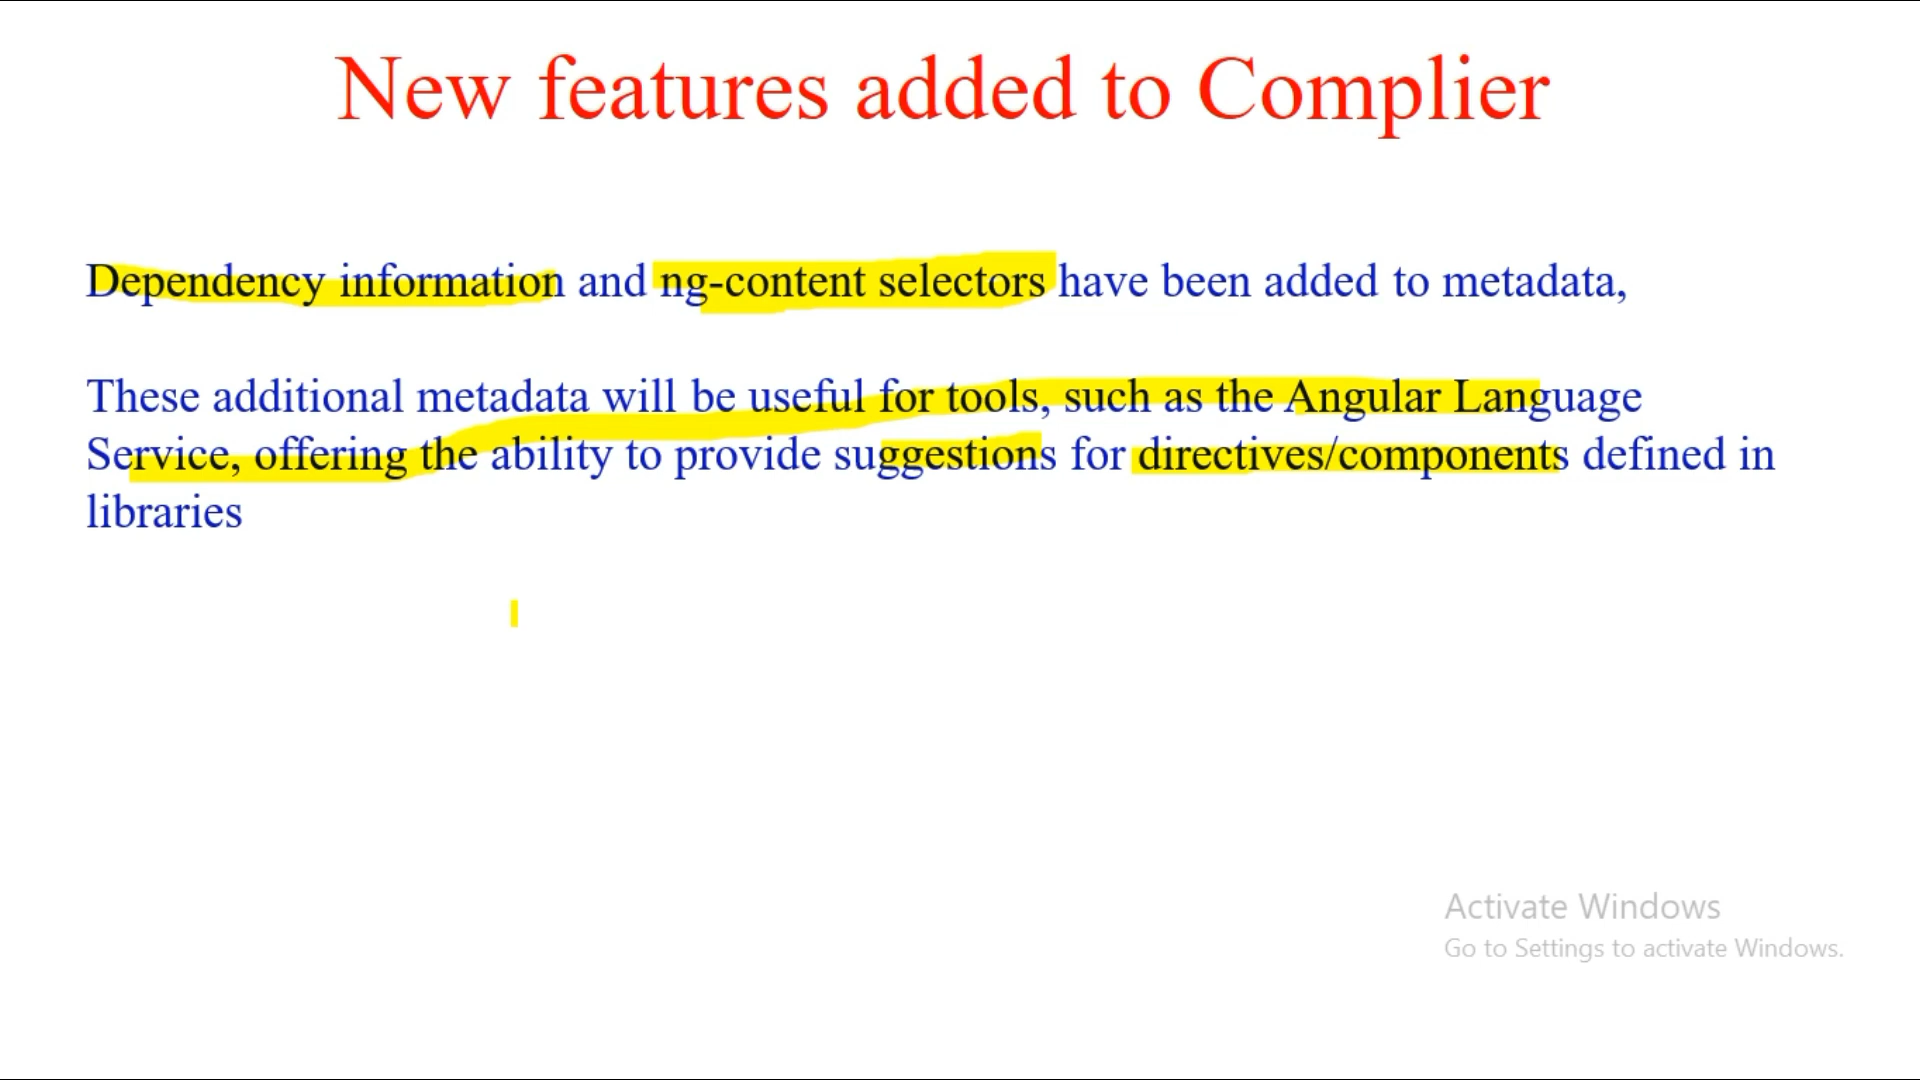 New features added to Complier
Dependency information and ng-content selectors have been added to metadata,
These additional metadata will be useful for tools, such as the Angular Language
Service, offering the ability to provide suggestions for directives/components defined in
libraries
Activate Windows
Go to Settings to activate Windows.